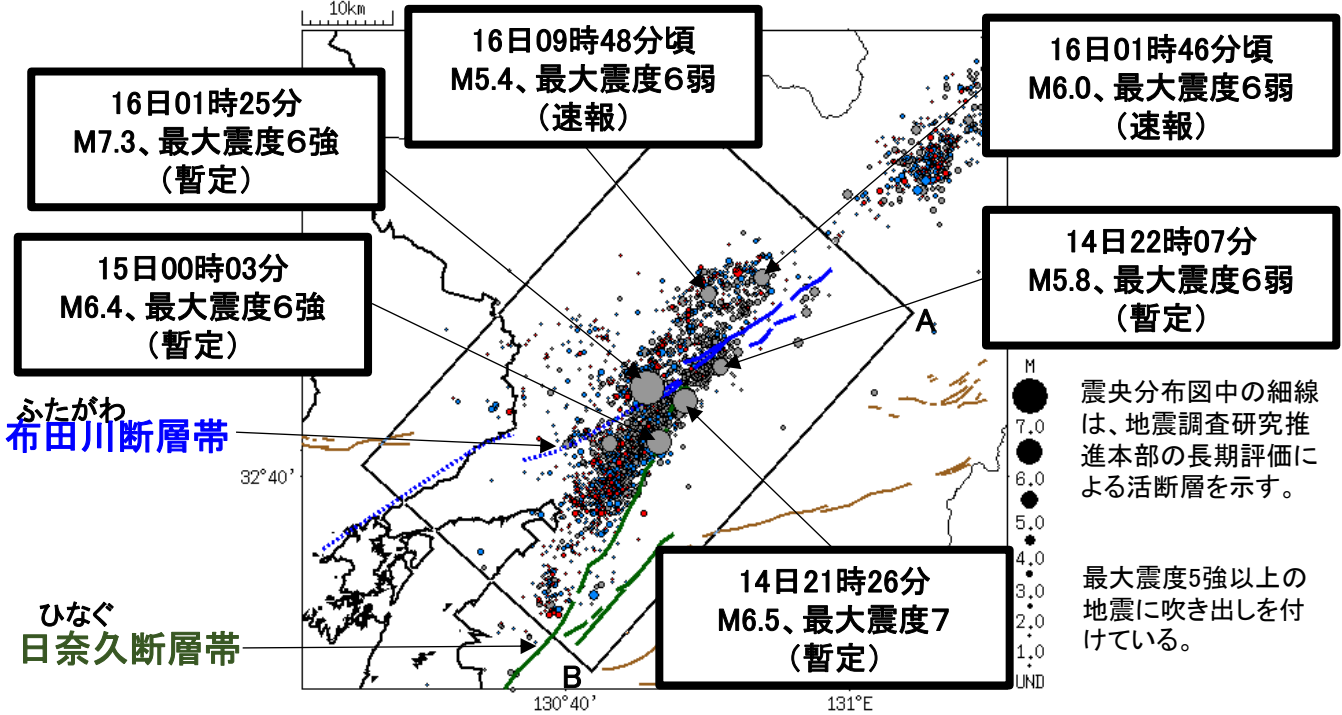 10km
16日09時48分頃
M5.4、最大震度６弱
（速報）
16日01時46分頃
M6.0、最大震度６弱
（速報）
16日01時25分
M7.3、最大震度６強
（暫定）
15日00時03分
M6.4、最大震度６強
（暫定）
14日22時07分
M5.8、最大震度６弱
（暫定）
A
ふたがわ
布田川断層帯
32°40'
M
7.0
6.0
5.0
4.0
3.0
2.0
1.0
UND
震央分布図中の細線
は、地震調査研究推
進本部の長期評価に
よる活断層を示す。
最大震度5強以上の
地震に吹き出しを付
けている。
14日21時26分
M6.5、最大震度７
（暫定）
ひなぐ
日奈久断層帯
B
130°40'
131°E